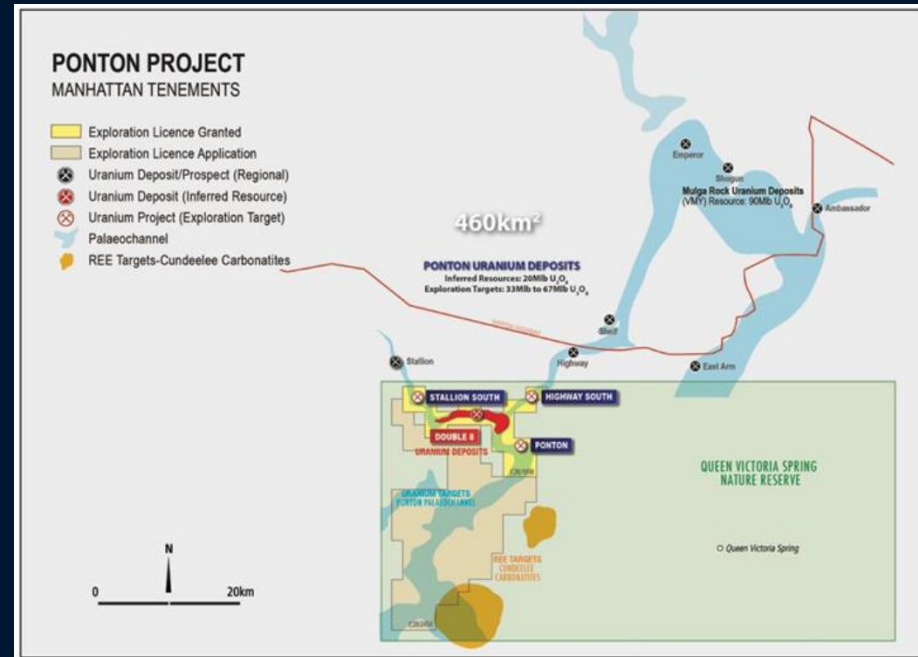 PONTON PROJECT
MANHATTAN TENEMENTS
Exploration Licence Granted
Exploration Licence Application
Uranium Deposit/Prospect (Regional)
Uranium Deposit (Inferred Resource)
Uranium Project (Exploration Target)
Palaeochannel
REE Targets-Cundeelee Carbonatites
460km²
PONTON URANIUM DEPOSITS
Inferred Resources: 20Mlb U₃O₈
Exploration Targets: 33Mlb to 67Mlb U₃O₈
Emperor
Shogun
Mulga Rock Uranium Deposits
(VMY) Resource: 90Mlb U₃O₈
Ambassador
Shelf
Highway
East Arm
Stallion
STALLION SOUTH
HIGHWAY SOUTH
DOUBLE 8
URANIUM DEPOSITS
PONTON
URANIUM TARGETS
PONTON PALAEOCHANNEL
QUEEN VICTORIA SPRING
NATURE RESERVE
Queen Victoria Spring
REE TARGETS
CUNDEELEE
CARBONATITES
N
0 20km